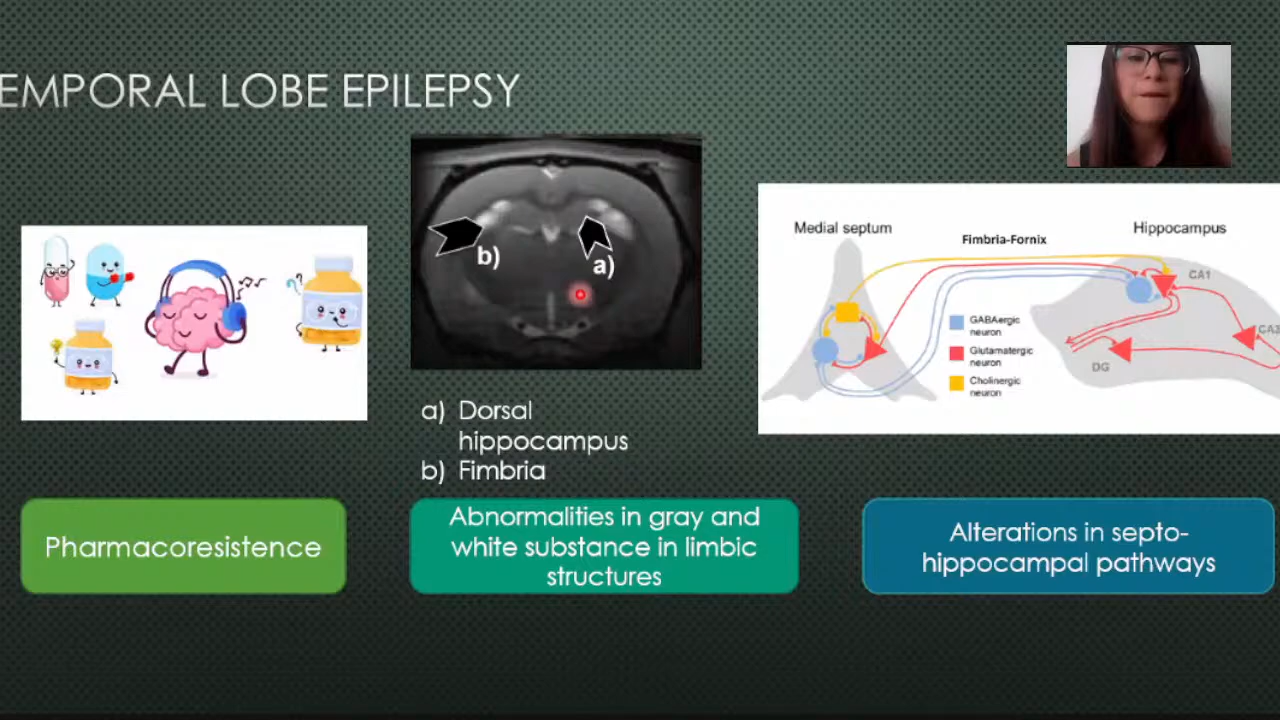 EMPORAL LOBE EPILEPSY
b)
a)
a) Dorsal
hippocampus
b) Fimbria
Medial septum
Fimbria-Fornix
Hippocampus
CA1
GABAergic
neuron
Glutamatergic
neuron
Cholinergic
neuron
DG
Pharmacoresistence
Abnormalities in gray and
white substance in limbic
structures
Alterations in septo-
hippocampal pathways